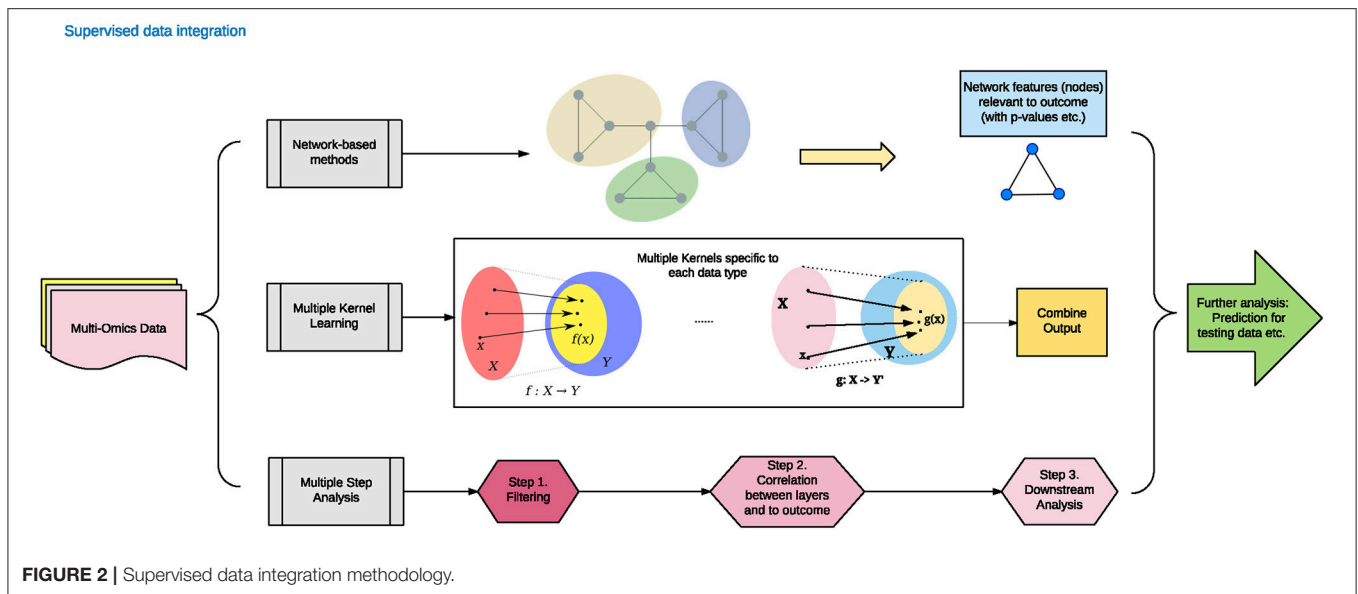 Supervised data integration
Network-based
methods
Network features (nodes)
relevant to outcome
(with p-values etc.)
Multi-Omics Data
Multiple Kernel
Learning
Multiple Kernels specific to
each data type
x
X
f(x)
Y
f : X → Y
......
X
x
g(x)
y
g: X -> Y'
Combine
Output
Further analysis:
Prediction for
testing data etc.
Multiple Step
Analysis
Step 1.
Filtering
Step 2.
Correlation
between layers
and to outcome
Step 3.
Downstream
Analysis
FIGURE 2 | Supervised data integration methodology.